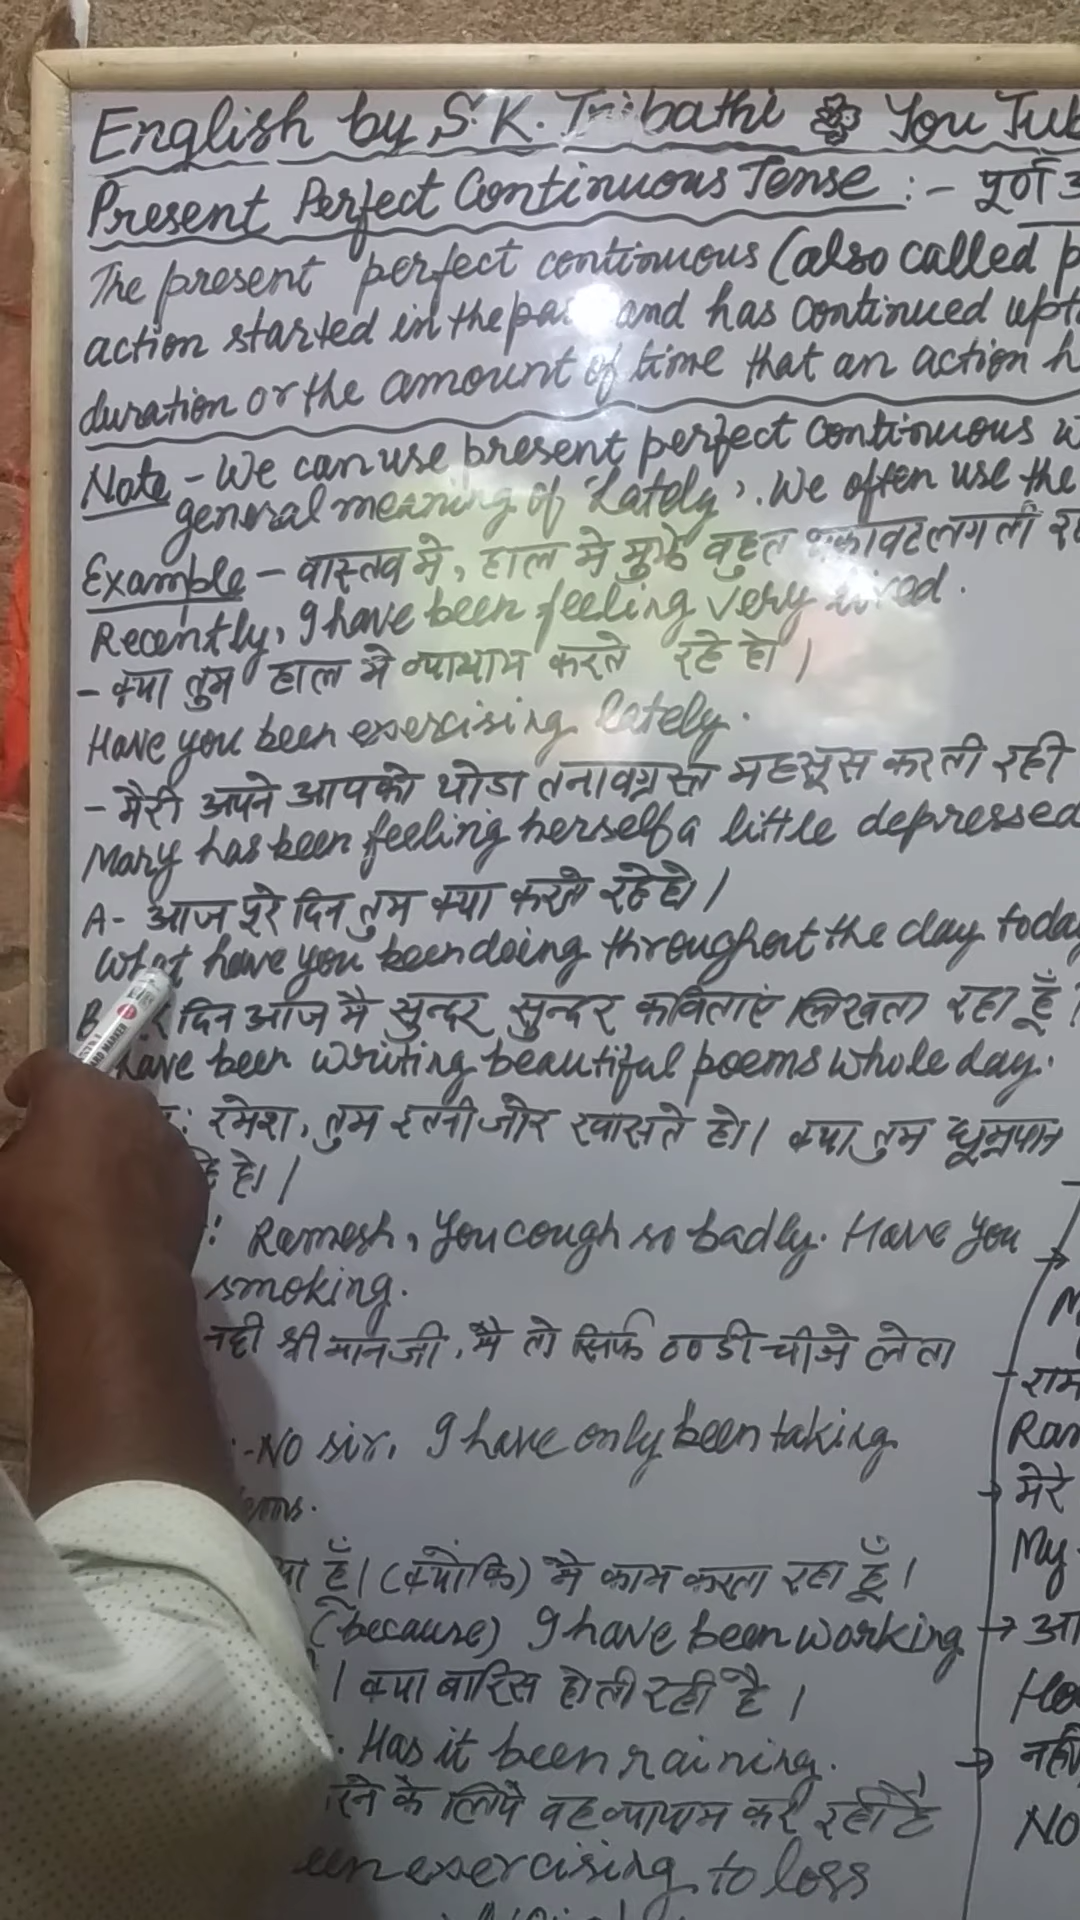 English by S.K. Tribathi You Tub
Present Perfect Continuous Tense :- पूर्ण
The present perfect continuous (also called p
action started in the pas and has continued upt
duration or the amount of time that an action h
Note - We can use present perfect continuous w
general meaning of 'Lately'. We often use the
Example - वास्तव मे, हाल मे मुझे बहुत थकावट लगती र
Recently, I have been feeling very tired.
- क्या तुम हाल मे व्यायाम करते रहे हो।
Have you been exercising lately.
- मैरी अपने आपको थोडा तनावग्रस्त महसूस करती रही
Mary has been feeling herself a little depressed
A- आज पूरे दिन तुम क्या करते रहे हो।
What have you been doing throughout the day today
B दिन आज मै सुन्दर सुन्दर कविताएं लिखता रहा हूँ।
have been writing beautiful poems whole day.
: रमेश, तुम इतनी जोर खासते हो। क्या तुम धूम्रपान
हे हो।
: Ramesh, You cough so badly. Have you
smoking.
नही श्री मानजी, मै तो सिर्फ ठण्डी चीजे लेता
:- No sir, I have only been taking
हूँ। (क्योकि) मै काम करता रहा हूँ।
(because) I have been working
। क्या बारिस होती रही है।
. Has it been raining.
रने के लिये वह व्यायाम कर रही है
een exercising to loss
राम
Ram
मेरे
My
आ
Ho
नही
No